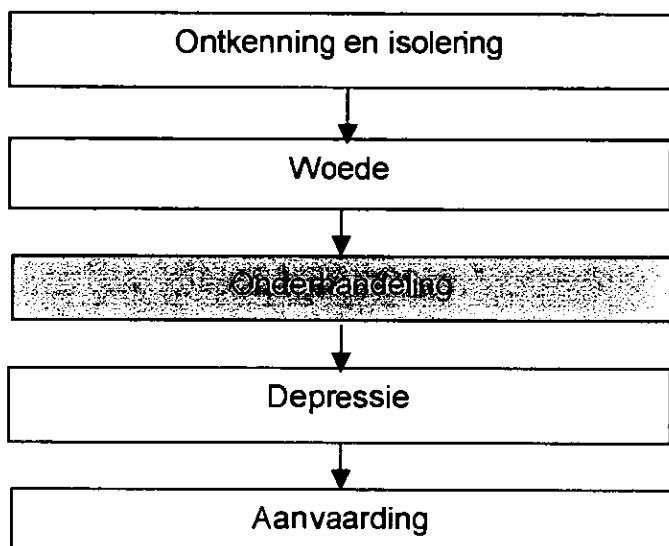 Ontkenning en isolering
Woede
Onderhandeling
Depressie
Aanvaarding